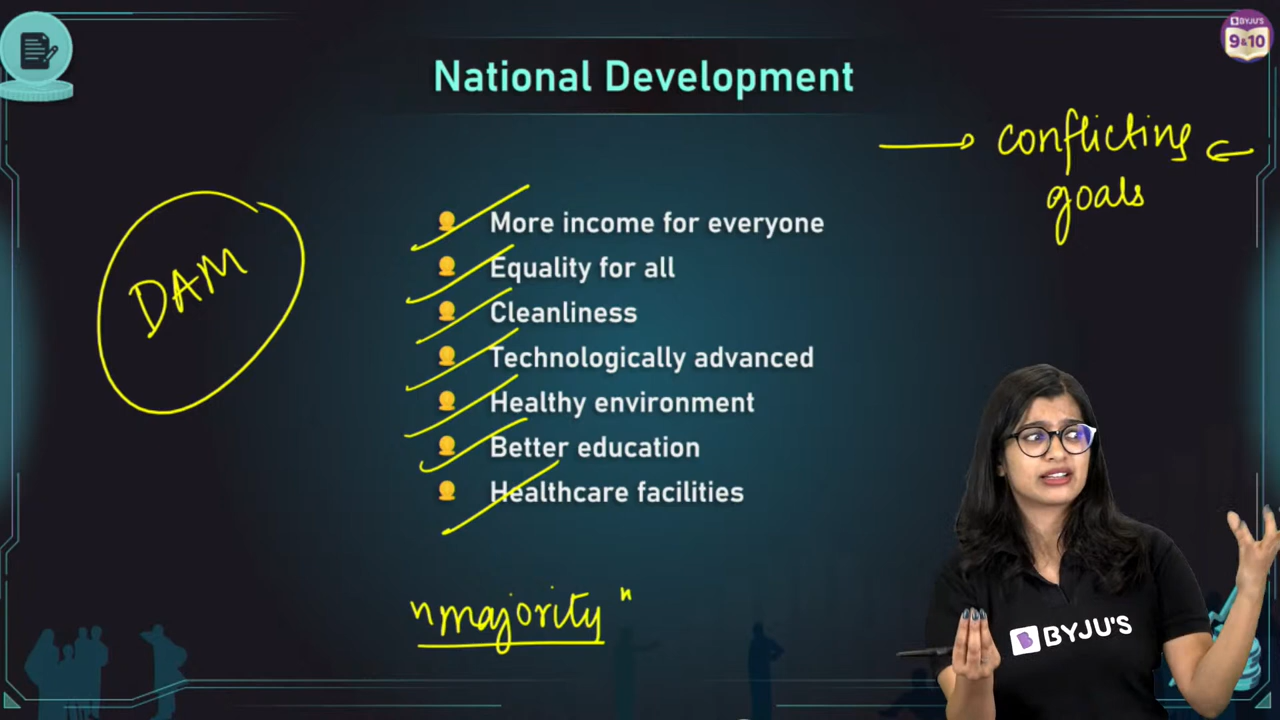 BYJU'S
9&10
National Development
conflicting
goals
DAM
More income for everyone
Equality for all
Cleanliness
Technologically advanced
Healthy environment
Better education
Healthcare facilities
"majority"
BYJU'S